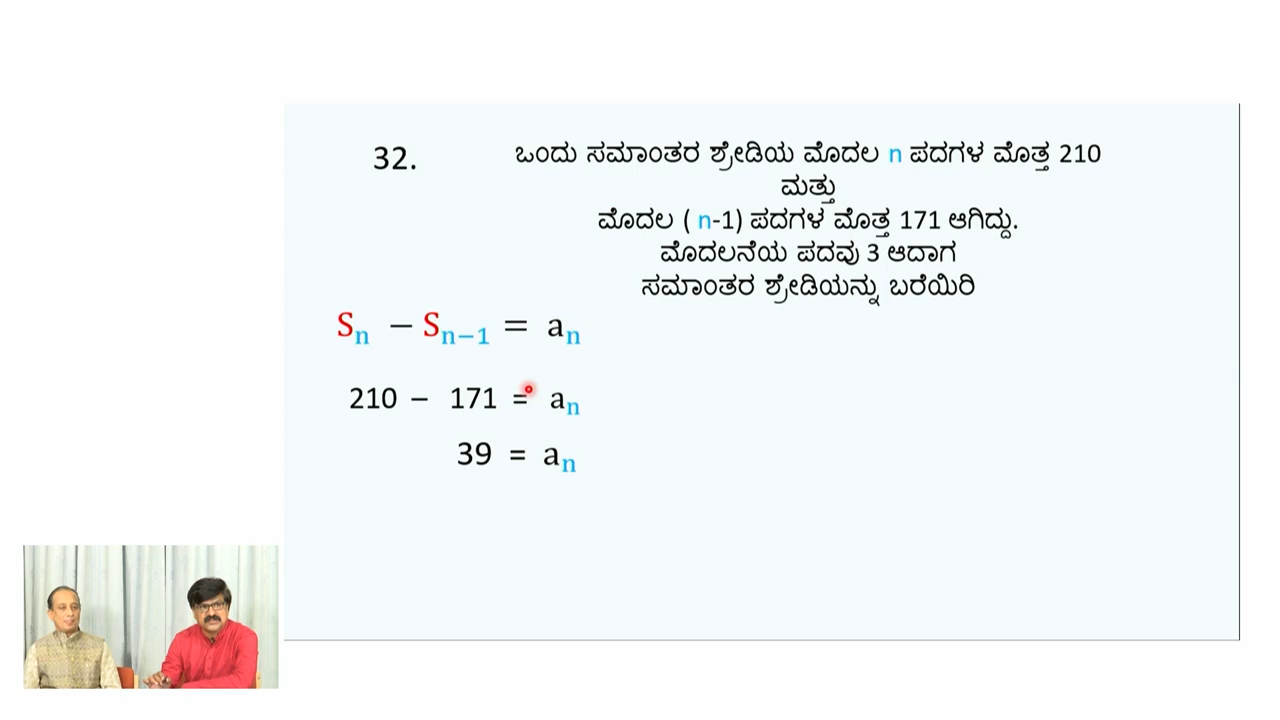 32.
ಒಂದು ಸಮಾಂತರ ಶ್ರೇಡಿಯ ಮೊದಲ n ಪದಗಳ ಮೊತ್ತ 210
ಮತ್ತು
ಮೊದಲ ( n-1) ಪದಗಳ ಮೊತ್ತ 171 ಆಗಿದ್ದು.
ಮೊದಲನೆಯ ಪದವು 3 ಆದಾಗ
ಸಮಾಂತರ ಶ್ರೇಡಿಯನ್ನು ಬರೆಯಿರಿ
Sₙ − Sₙ₋₁ = aₙ
210 − 171 = aₙ
39 = aₙ